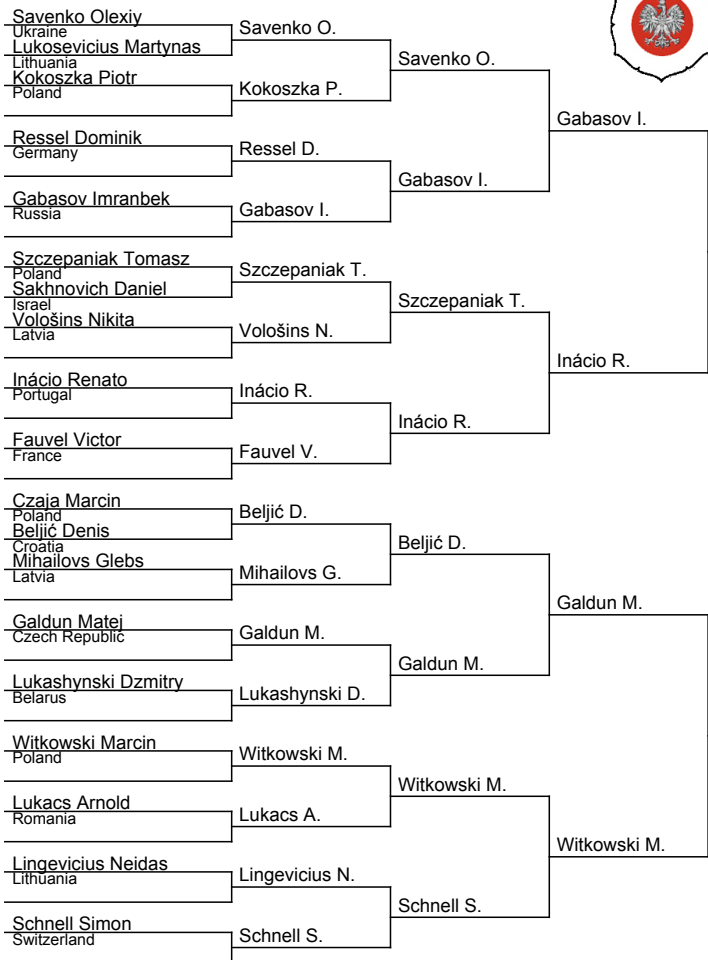 Savenko Olexiy
Ukraine
Lukosevicius Martynas
Lithuania
Kokoszka Piotr
Poland
Ressel Dominik
Germany
Gabasov Imranbek
Russia
Szczepaniak Tomasz
Poland
Sakhnovich Daniel
Israel
Vološins Nikita
Latvia
Inácio Renato
Portugal
Fauvel Victor
France
Czaja Marcin
Poland
Beljić Denis
Croatia
Mihailovs Glebs
Latvia
Galdun Matej
Czech Republic
Lukashynski Dzmitry
Belarus
Witkowski Marcin
Poland
Lukacs Arnold
Romania
Lingevicius Neidas
Lithuania
Schnell Simon
Switzerland
Savenko O.
Kokoszka P.
Ressel D.
Gabasov I.
Szczepaniak T.
Vološins N.
Inácio R.
Fauvel V.
Beljić D.
Mihailovs G.
Galdun M.
Lukashynski D.
Witkowski M.
Lukacs A.
Lingevicius N.
Schnell S.
Savenko O.
Gabasov I.
Szczepaniak T.
Inácio R.
Beljić D.
Galdun M.
Witkowski M.
Schnell S.
Gabasov I.
Inácio R.
Galdun M.
Witkowski M.